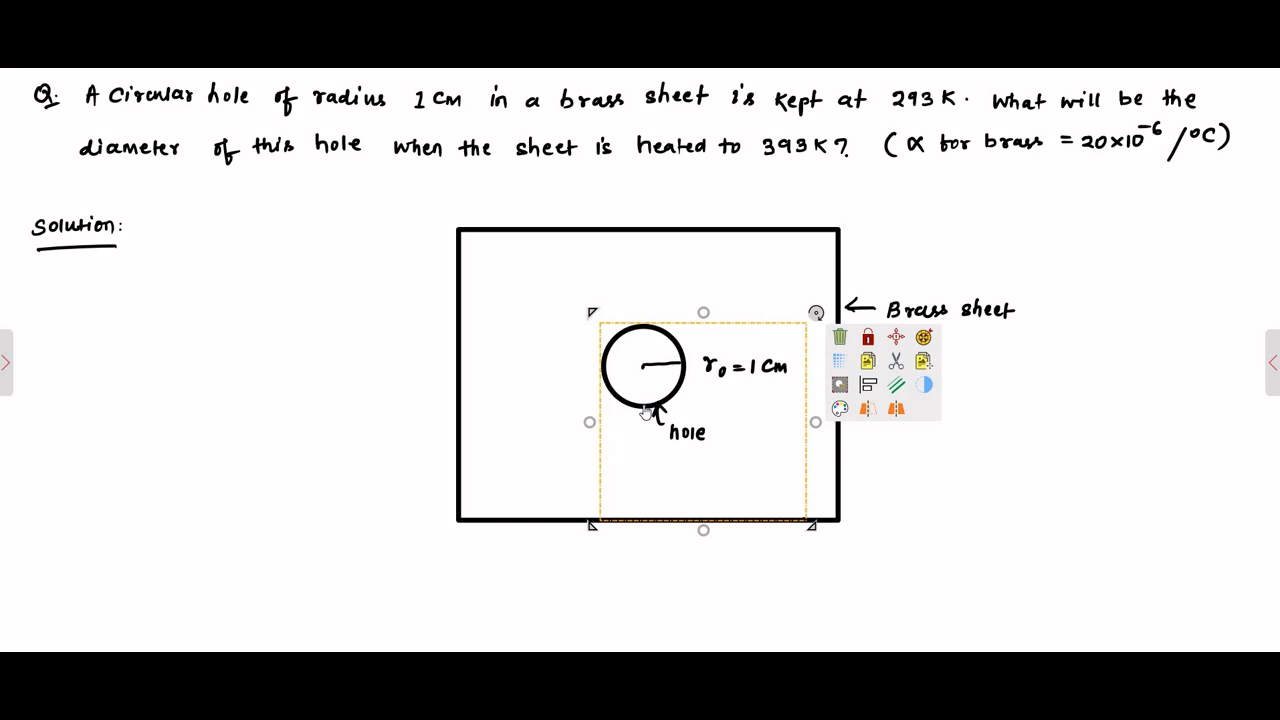 Q. A Circular hole of radius 1 cm in a brass sheet is kept at 293 K. What will be the
diameter of this hole when the sheet is heated to 393 K? (α for brass = 20×10⁻⁶ /°C)
Solution:
← Brass sheet
r₀ = 1 cm
hole